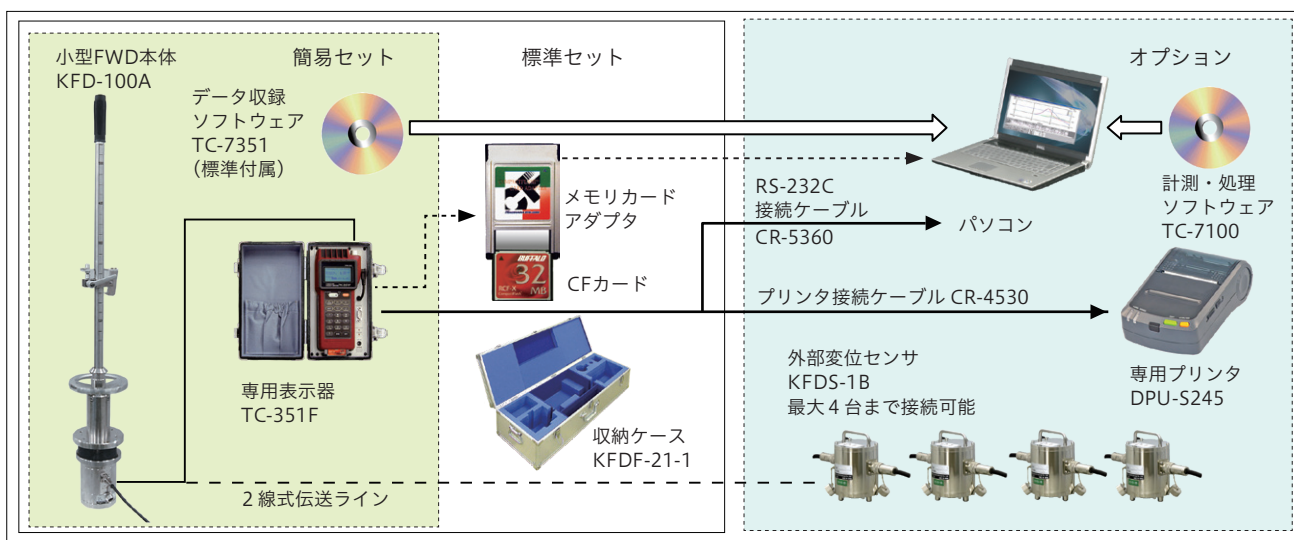 小型FWD本体
KFD-100A
簡易セット
データ収録
ソフトウェア
TC-7351
（標準付属）
専用表示器
TC-351F
2線式伝送ライン
標準セット
メモリカード
アダプタ
BUFFALO
32
MB
RCF-X
CFカード
収納ケース
KFDF-21-1
オプション
RS-232C
接続ケーブル
CR-5360
パソコン
計測・処理
ソフトウェア
TC-7100
プリンタ接続ケーブル CR-4530
外部変位センサ
KFDS-1B
最大4台まで接続可能
専用プリンタ
DPU-S245